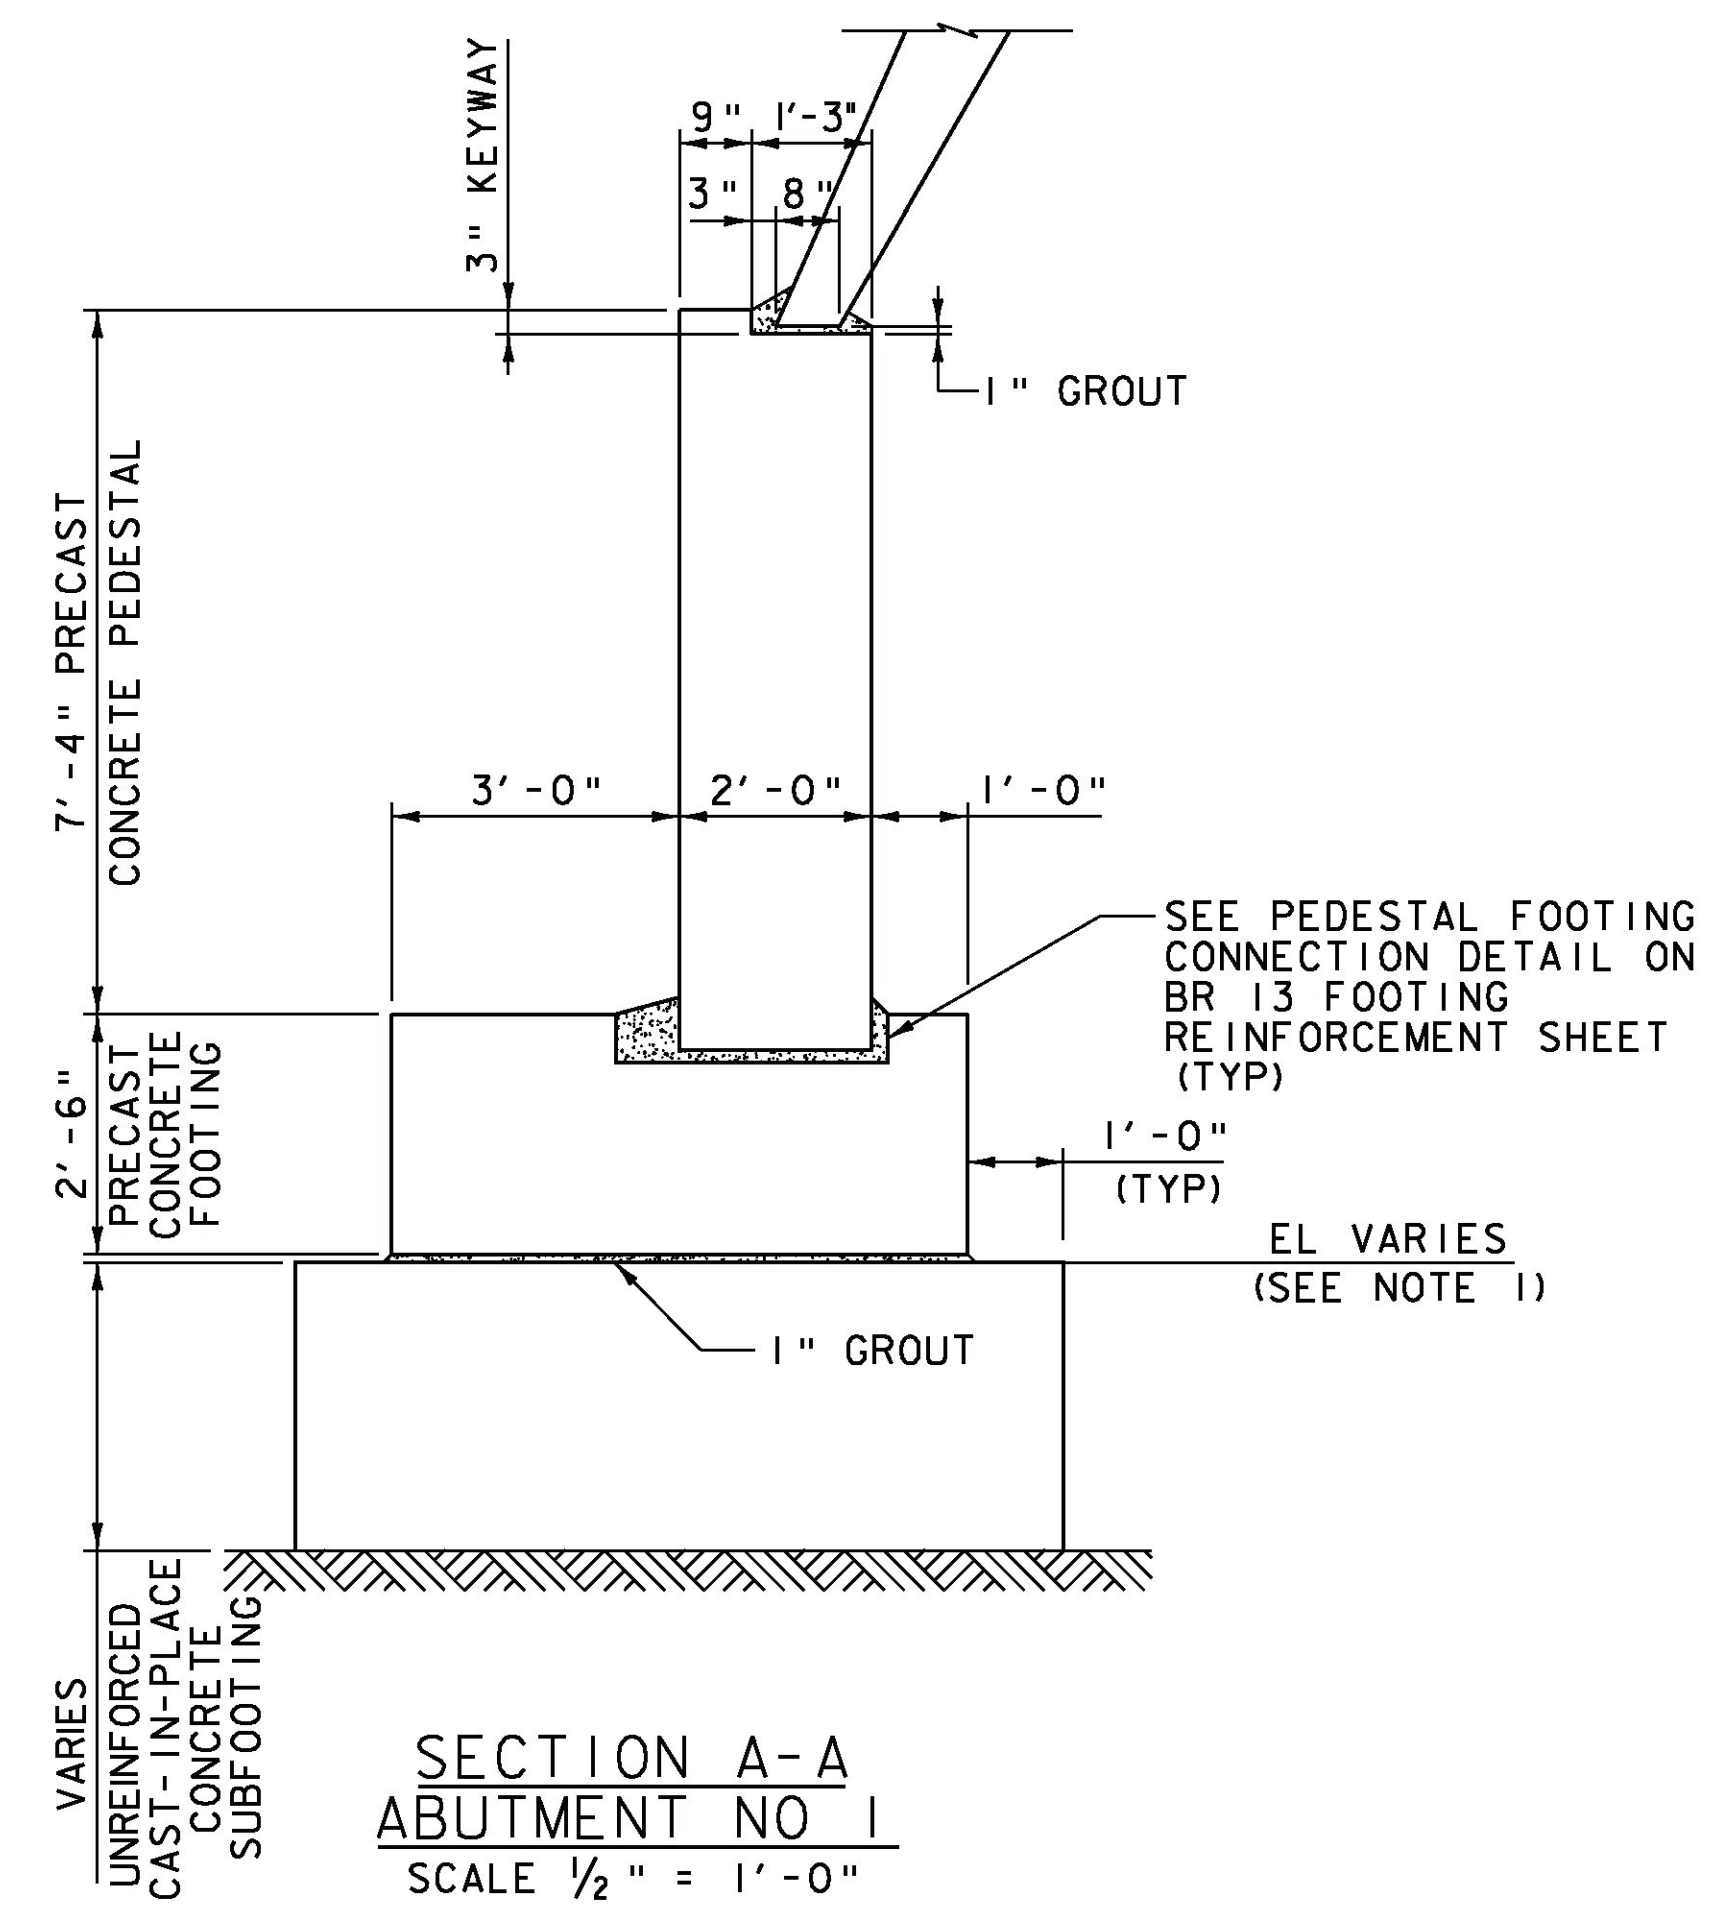 3" KEYWAY
9"
1'-3"
3"
8"
1" GROUT
7'-4" PRECAST
CONCRETE PEDESTAL
3'-0"
2'-0"
1'-0"
SEE PEDESTAL FOOTING
CONNECTION DETAIL ON
BR 13 FOOTING
REINFORCEMENT SHEET
(TYP)
2'-6"
PRECAST
CONCRETE
FOOTING
1'-0"
(TYP)
EL VARIES
(SEE NOTE 1)
1" GROUT
VARIES
UNREINFORCED
CAST-IN-PLACE
CONCRETE
SUBFOOTING
SECTION A-A
ABUTMENT NO 1
SCALE ½" = 1'-0"